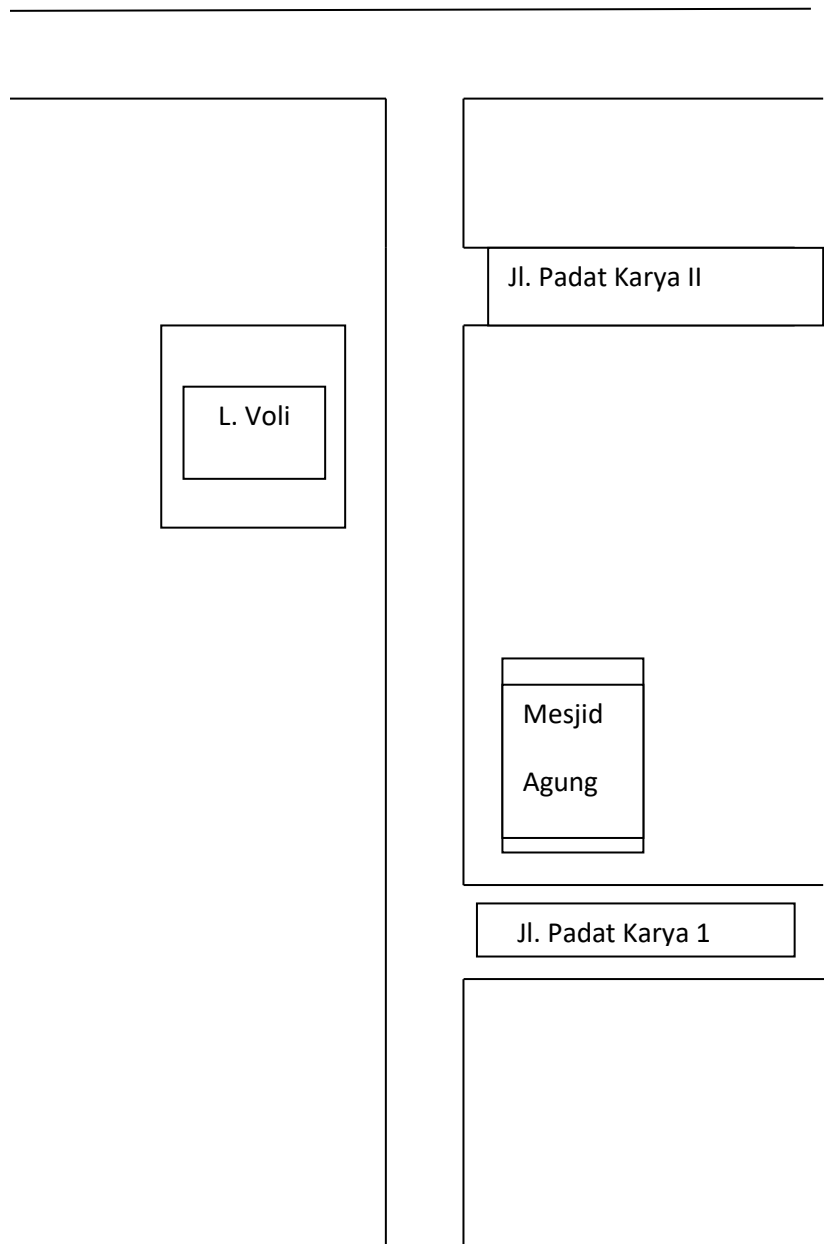 Jl. Padat Karya II
L. Voli
Mesjid
Agung
Jl. Padat Karya 1